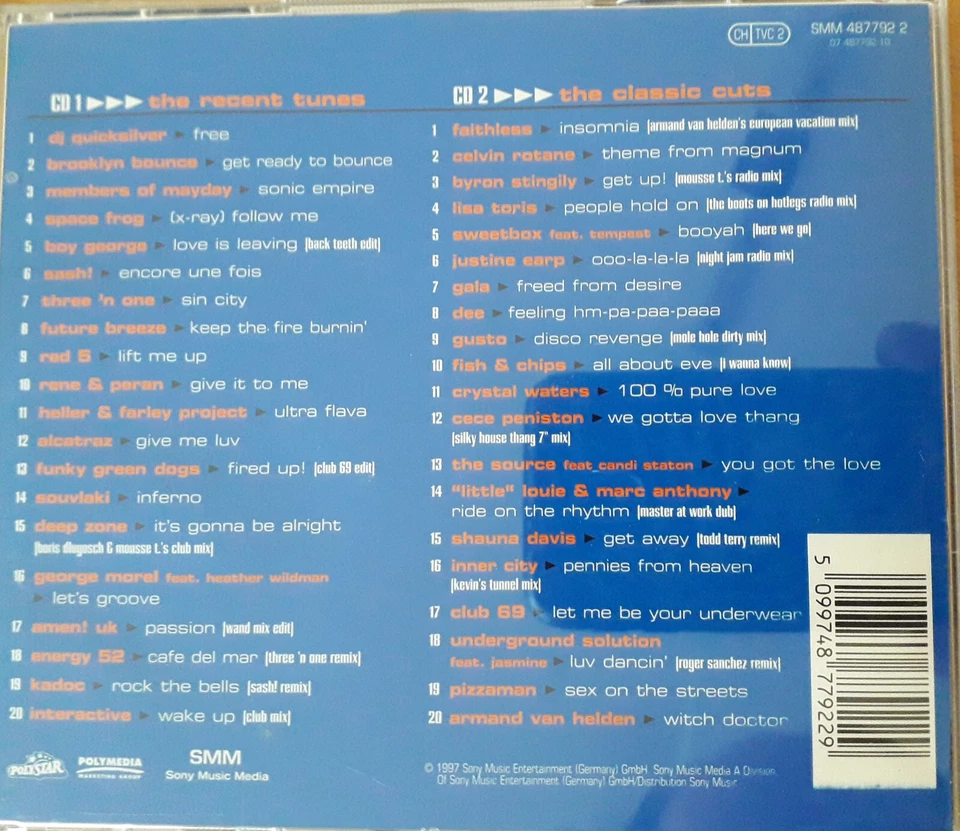 CH TVC 2
SMM 487792 2
07 487792 10
CD 1 ►►► the recent tunes
1 dj quicksilver ► free
2 brooklyn bounce ► get ready to bounce
3 members of mayday ► sonic empire
4 space frog ► (x-ray) follow me
5 boy george ► love is leaving [back teeth edit]
6 sash! ► encore une fois
7 three 'n one ► sin city
8 future breeze ► keep the fire burnin'
9 red 5 ► lift me up
10 rene & peran ► give it to me
11 heller & farley project ► ultra flava
12 alcatraz ► give me luv
13 funky green dogs ► fired up! [club 69 edit]
14 souvlaki ► inferno
15 deep zone ► it's gonna be alright
[boris dlugosch & mousse t.'s club mix]
16 george morel feat. heather wildman
► let's groove
17 amen! uk ► passion [wand mix edit]
18 energy 52 ► cafe del mar [three 'n one remix]
19 kadoc ► rock the bells [sash! remix]
20 interactive ► wake up [club mix]
CD 2 ►►► the classic cuts
1 faithless ► insomnia [armand van helden's european vacation mix]
2 celvin rotane ► theme from magnum
3 byron stingily ► get up! [mousse t.'s radio mix]
4 lisa toris ► people hold on [the boots on hotlegs radio mix]
5 sweetbox feat. tempest ► booyah [here we go]
6 justine earp ► ooo-la-la-la [night jam radio mix]
7 gala ► freed from desire
8 dee ► feeling hm-pa-paa-paaa
9 gusto ► disco revenge [mole hole dirty mix]
10 fish & chips ► all about eve [i wanna know]
11 crystal waters ► 100 % pure love
12 cece peniston ► we gotta love thang
[silky house thang 7" mix]
13 the source feat_candi staton ► you got the love
14 "little" louie & marc anthony ►
ride on the rhythm [master at work dub]
15 shauna davis ► get away [todd terry remix]
16 inner city ► pennies from heaven
[kevin's tunnel mix]
17 club 69 ► let me be your underwear
18 underground solution
feat. jasmine ► luv dancin' [roger sanchez remix]
19 pizzaman ► sex on the streets
20 armand van helden ► witch doctor
5 099748 779229
POLYSTAR
POLYMEDIA
MARKETING GROUP
SMM
Sony Music Media
© 1997 Sony Music Entertainment (Germany) GmbH. Sony Music Media A Division
Of Sony Music Entertainment (Germany) GmbH/Distribution Sony Music